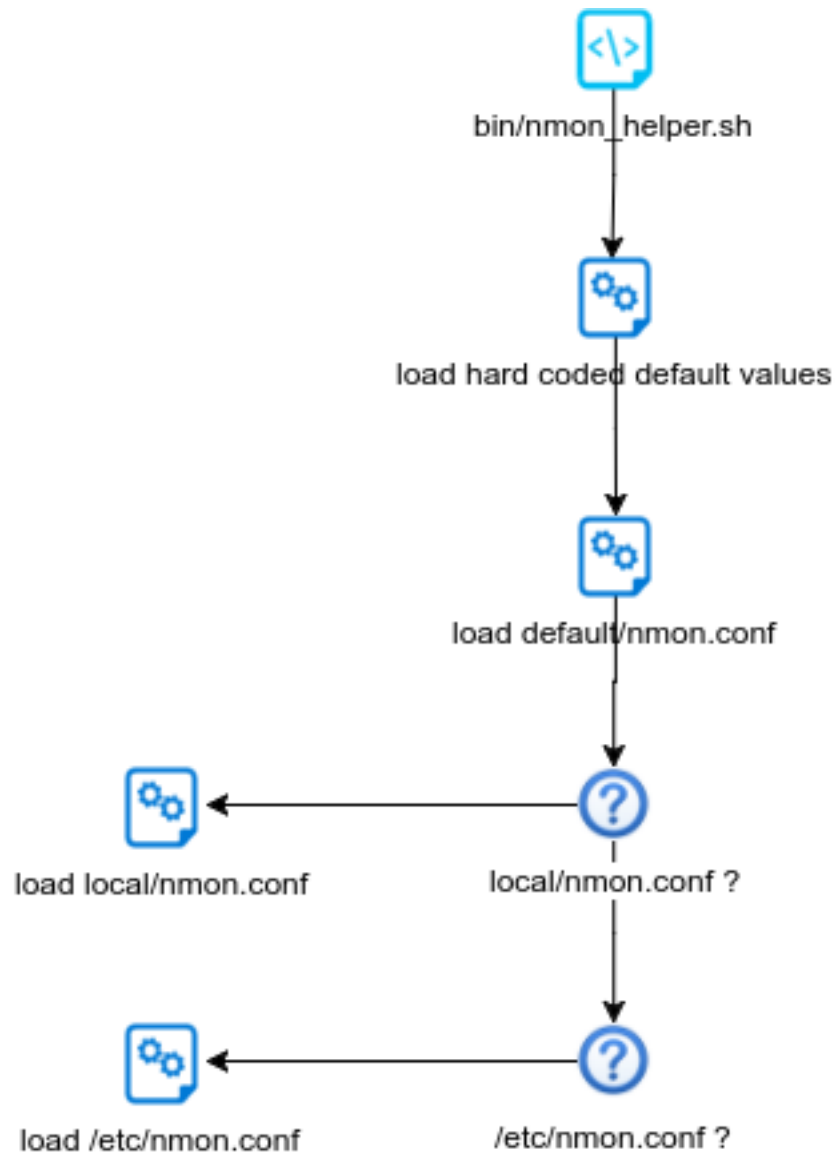 bin/nmon_helper.sh
load hard coded default values
load default/nmon.conf
load local/nmon.conf
local/nmon.conf ?
load /etc/nmon.conf
/etc/nmon.conf ?